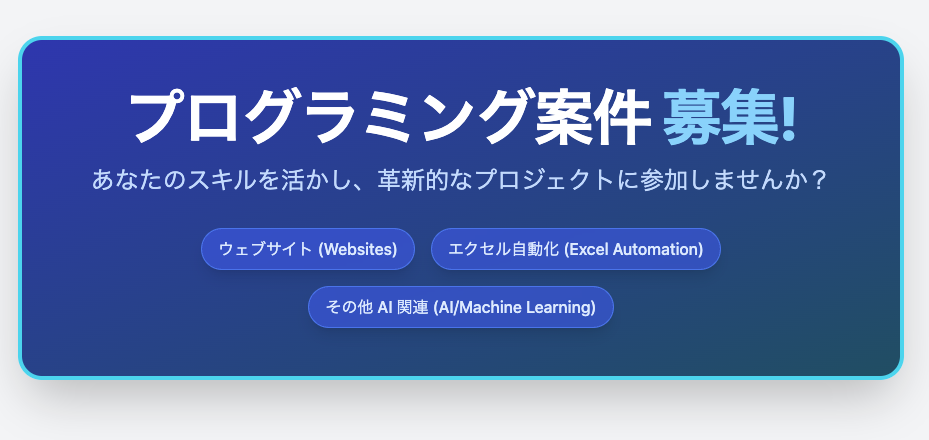 プログラミング案件 募集!
あなたのスキルを活かし、革新的なプロジェクトに参加しませんか？
ウェブサイト (Websites)
エクセル自動化 (Excel Automation)
その他 AI 関連 (AI/Machine Learning)